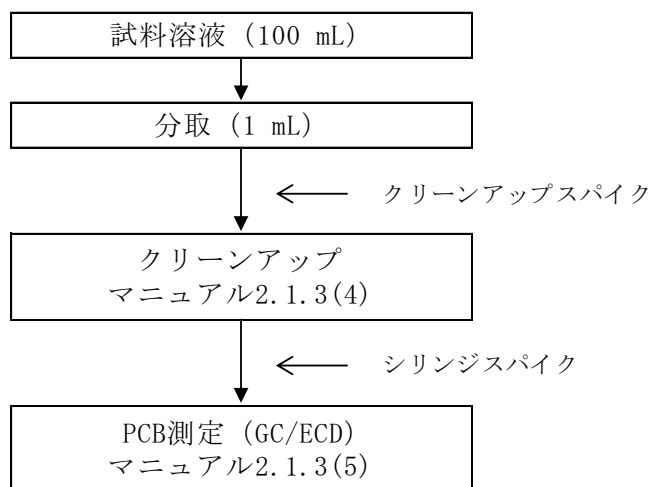 試料溶液 (100 mL)
分取 (1 mL)
クリーンアップスパイク
クリーンアップ
マニュアル2.1.3(4)
シリンジスパイク
PCB測定 (GC/ECD)
マニュアル2.1.3(5)